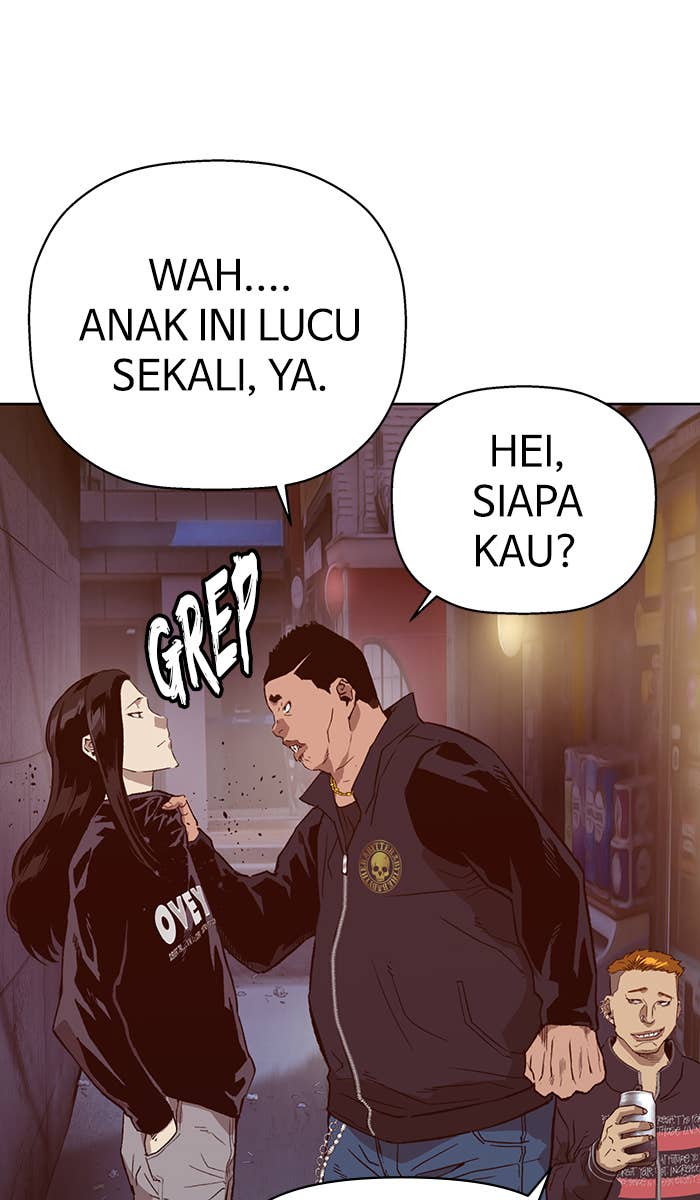 WAH....
ANAK INI LUCU
SEKALI, YA.
HEI,
SIAPA
KAU?
GREP
OVEY